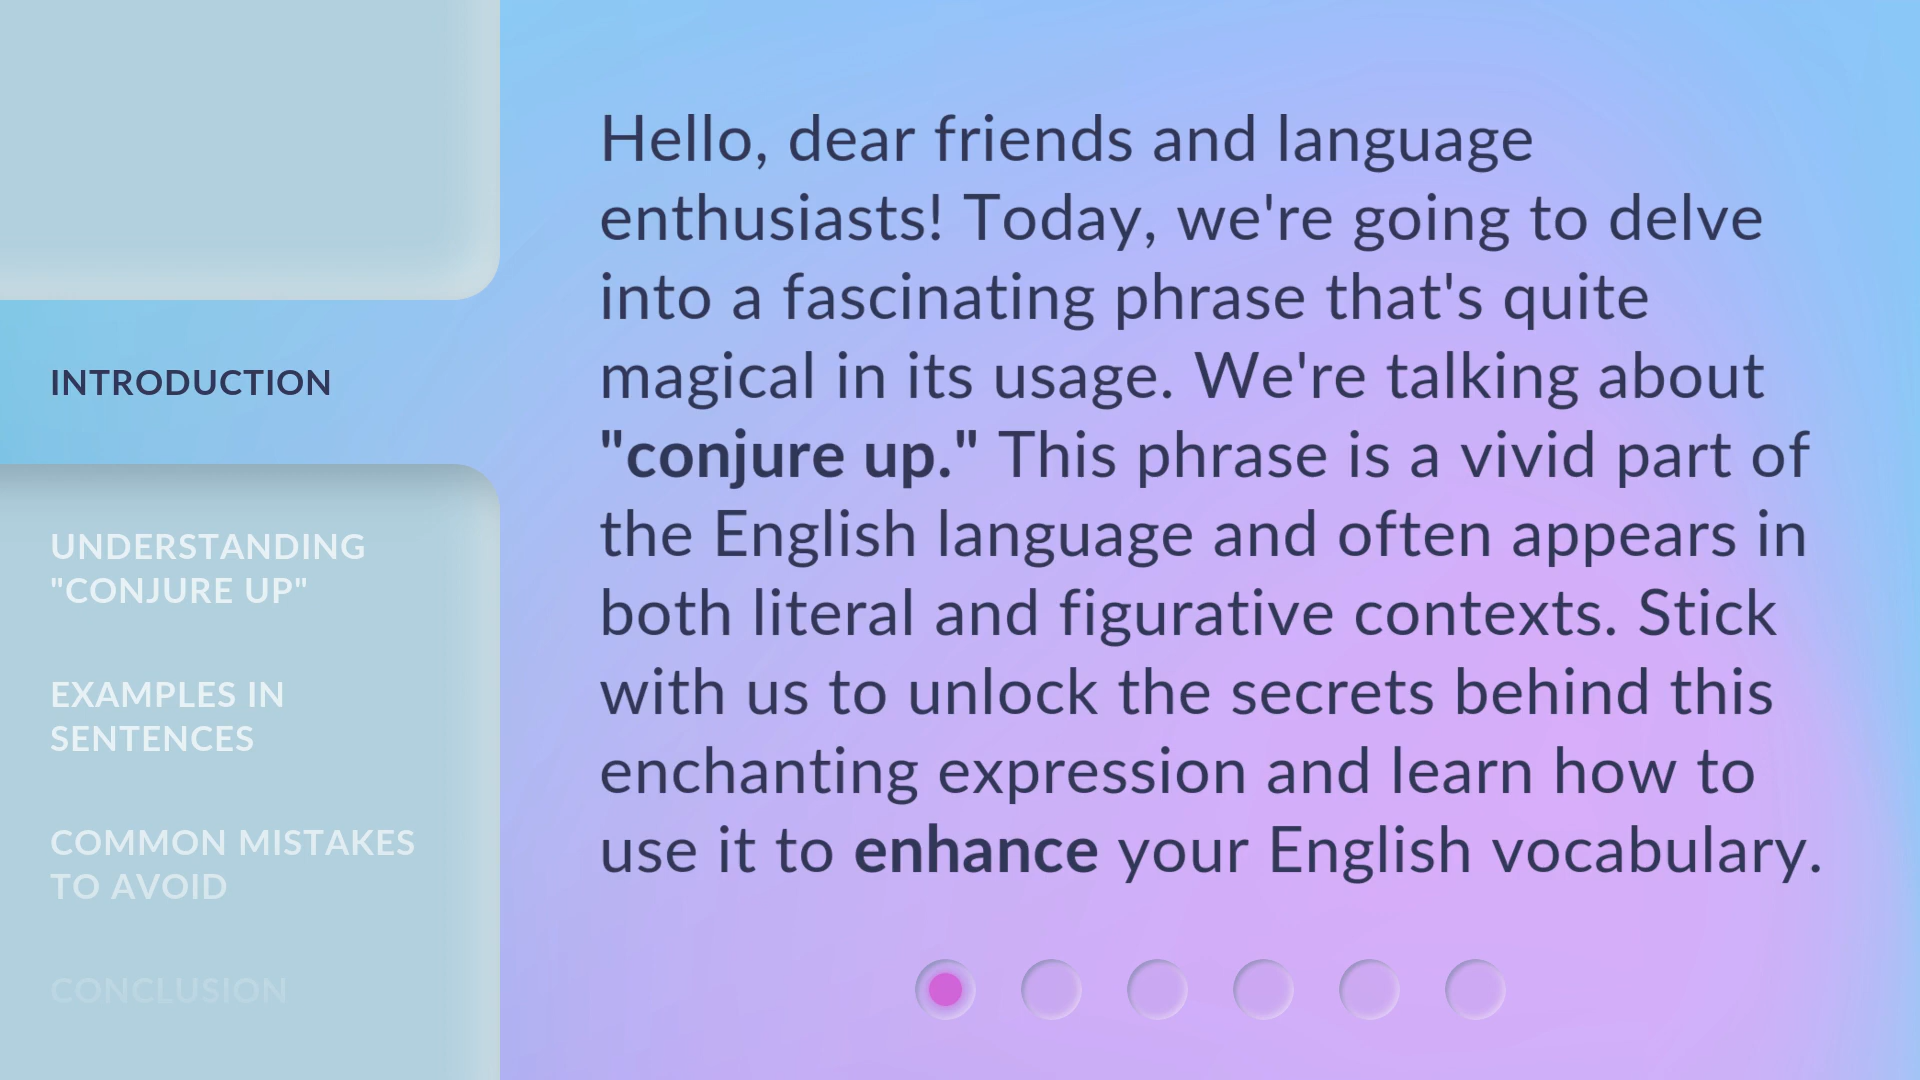 INTRODUCTION
UNDERSTANDING
"CONJURE UP"
EXAMPLES IN
SENTENCES
COMMON MISTAKES
TO AVOID
CONCLUSION
Hello, dear friends and language
enthusiasts! Today, we're going to delve
into a fascinating phrase that's quite
magical in its usage. We're talking about
"conjure up." This phrase is a vivid part of
the English language and often appears in
both literal and figurative contexts. Stick
with us to unlock the secrets behind this
enchanting expression and learn how to
use it to enhance your English vocabulary.